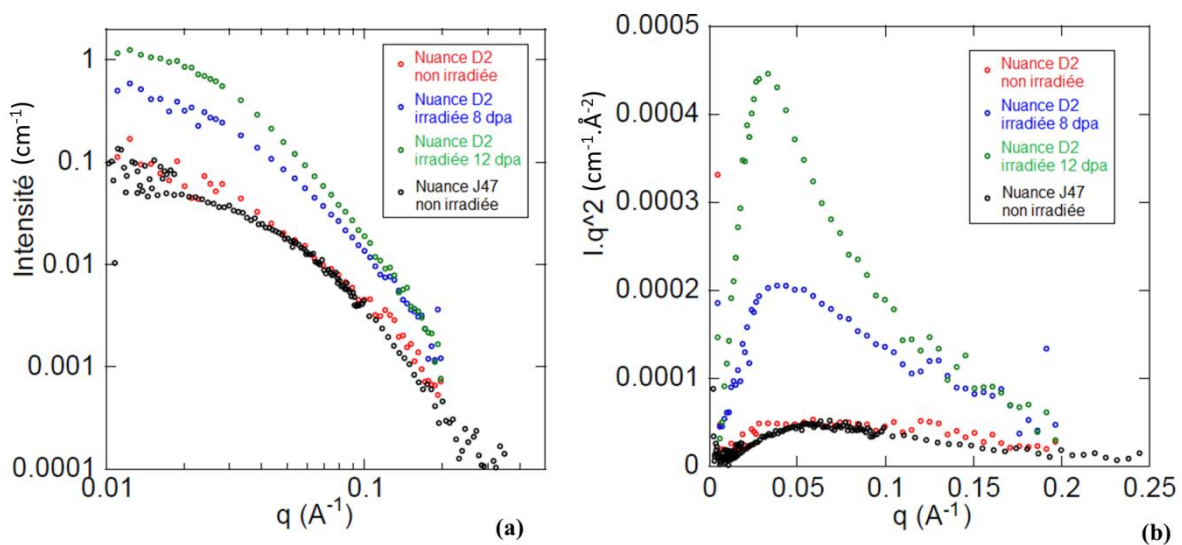 Intensité (cm⁻¹)
1
0.1
0.01
0.001
0.0001
0.01
0.1
q (A⁻¹)
Nuance D2
non irradiée
Nuance D2
irradiée 8 dpa
Nuance D2
irradiée 12 dpa
Nuance J47
non irradiée
(a)
I.q^2 (cm⁻¹.Å⁻²)
0.0005
0.0004
0.0003
0.0002
0.0001
0
0
0.05
0.1
0.15
0.2
0.25
q (A⁻¹)
Nuance D2
non irradiée
Nuance D2
irradiée 8 dpa
Nuance D2
irradiée 12 dpa
Nuance J47
non irradiée
(b)